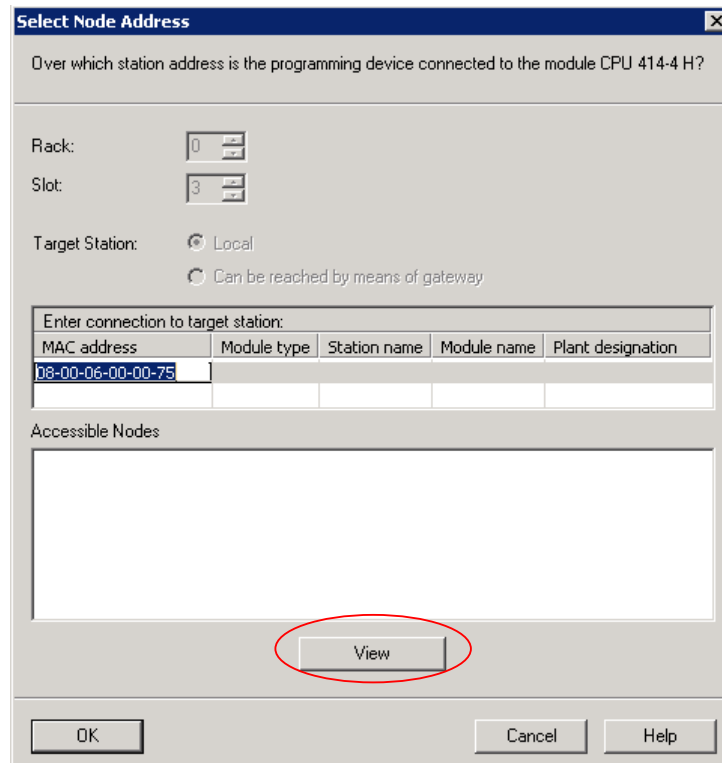 Select Node Address
Over which station address is the programming device connected to the module CPU 414-4 H?
Rack: 0
Slot: 3
Target Station: Local
Can be reached by means of gateway
Enter connection to target station:
MAC address Module type Station name Module name Plant designation
08-00-06-00-00-75
Accessible Nodes
View
OK Cancel Help